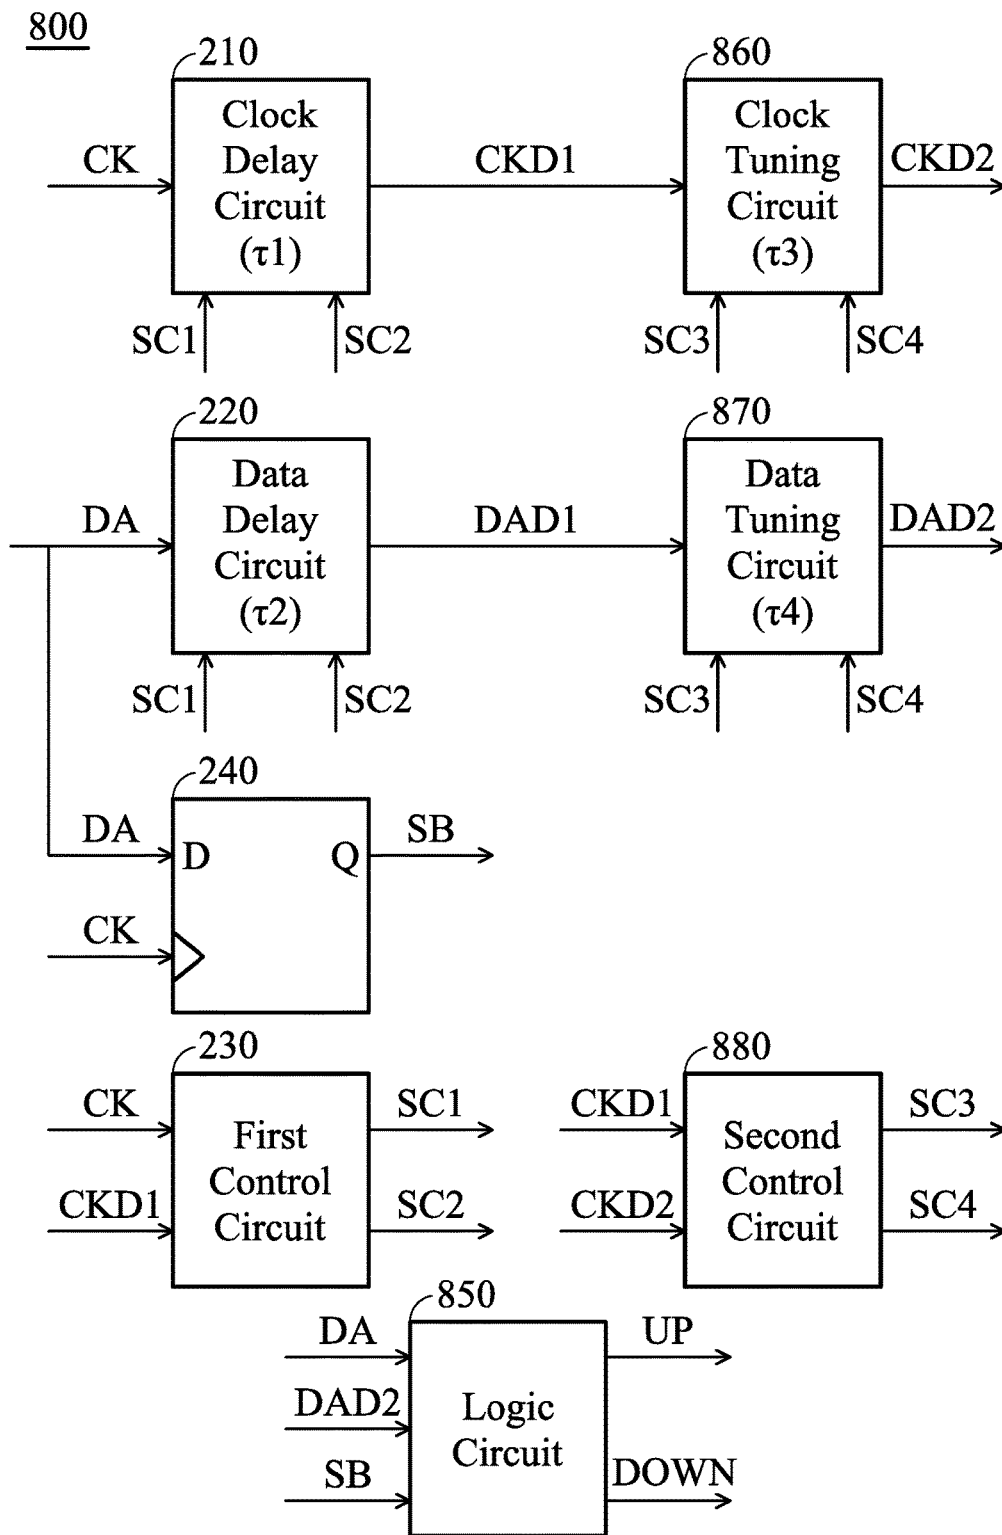 800
210
860
CK
Clock
Delay
Circuit
(τ1)
CKD1
Clock
Tuning
Circuit
(τ3)
CKD2
SC1
SC2
SC3
SC4
220
870
DA
Data
Delay
Circuit
(τ2)
DAD1
Data
Tuning
Circuit
(τ4)
DAD2
SC1
SC2
SC3
SC4
240
DA
D
Q
SB
CK
230
880
CK
CKD1
First
Control
Circuit
SC1
SC2
CKD1
CKD2
Second
Control
Circuit
SC3
SC4
850
DA
DAD2
SB
Logic
Circuit
UP
DOWN